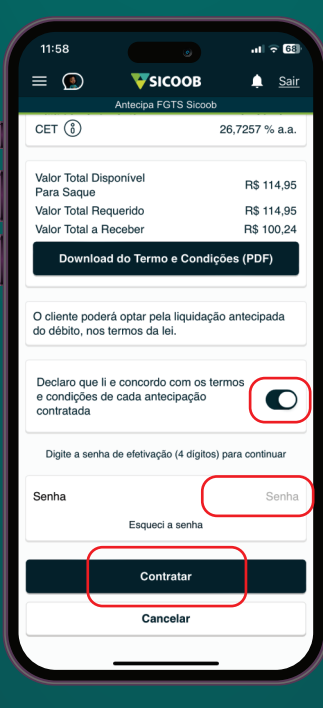 11:58
68
SICOOB
Sair
Antecipa FGTS Sicoob
CET
26,7257 % a.a.
Valor Total Disponível
Para Saque
R$ 114,95
Valor Total Requerido
R$ 114,95
Valor Total a Receber
R$ 100,24
Download do Termo e Condições (PDF)
O cliente poderá optar pela liquidação antecipada
do débito, nos termos da lei.
Declaro que li e concordo com os termos
e condições de cada antecipação
contratada
Digite a senha de efetivação (4 dígitos) para continuar
Senha
Senha
Esqueci a senha
Contratar
Cancelar